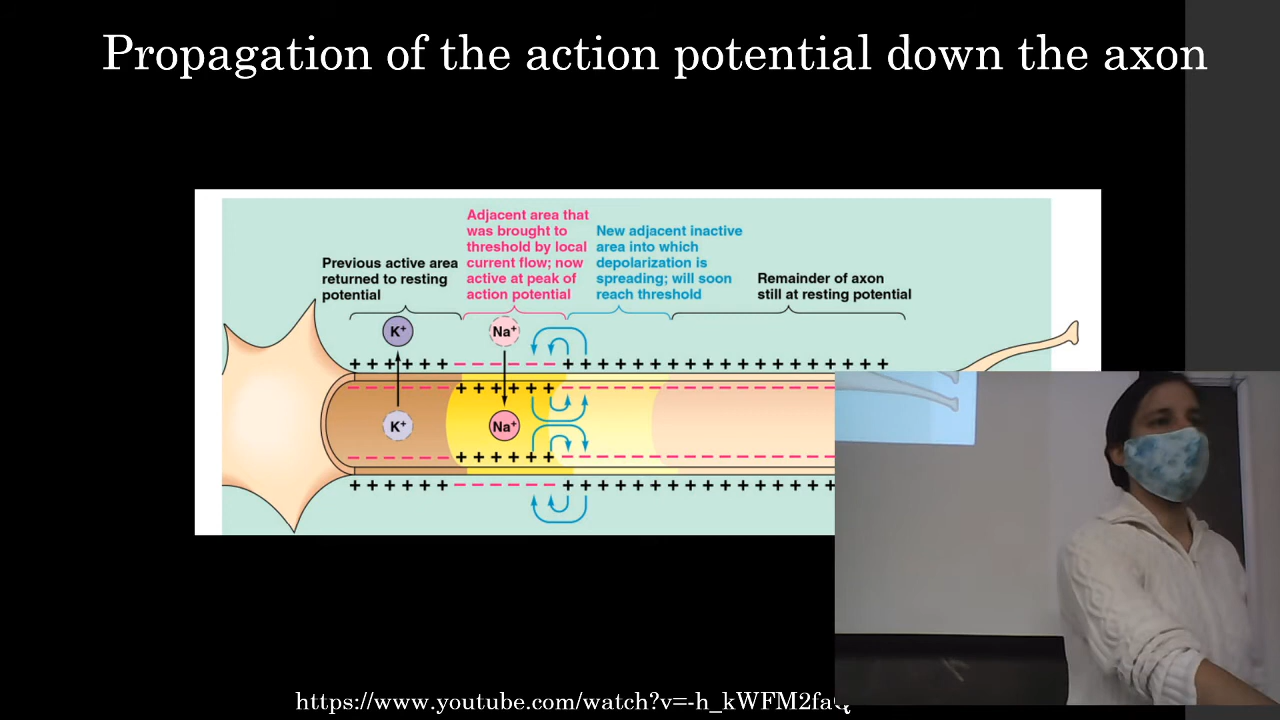 Propagation of the action potential down the axon
Previous active area
returned to resting
potential
Adjacent area that
was brought to
threshold by local
current flow; now
active at peak of
action potential
New adjacent inactive
area into which
depolarization is
spreading; will soon
reach threshold
Remainder of axon
still at resting potential
K+
Na+
+ + + + + + − − − − − − − + + + + + + + + + + + + + + + + + +
K+
Na+
https://www.youtube.com/watch?v=-h_kWFM2faQ